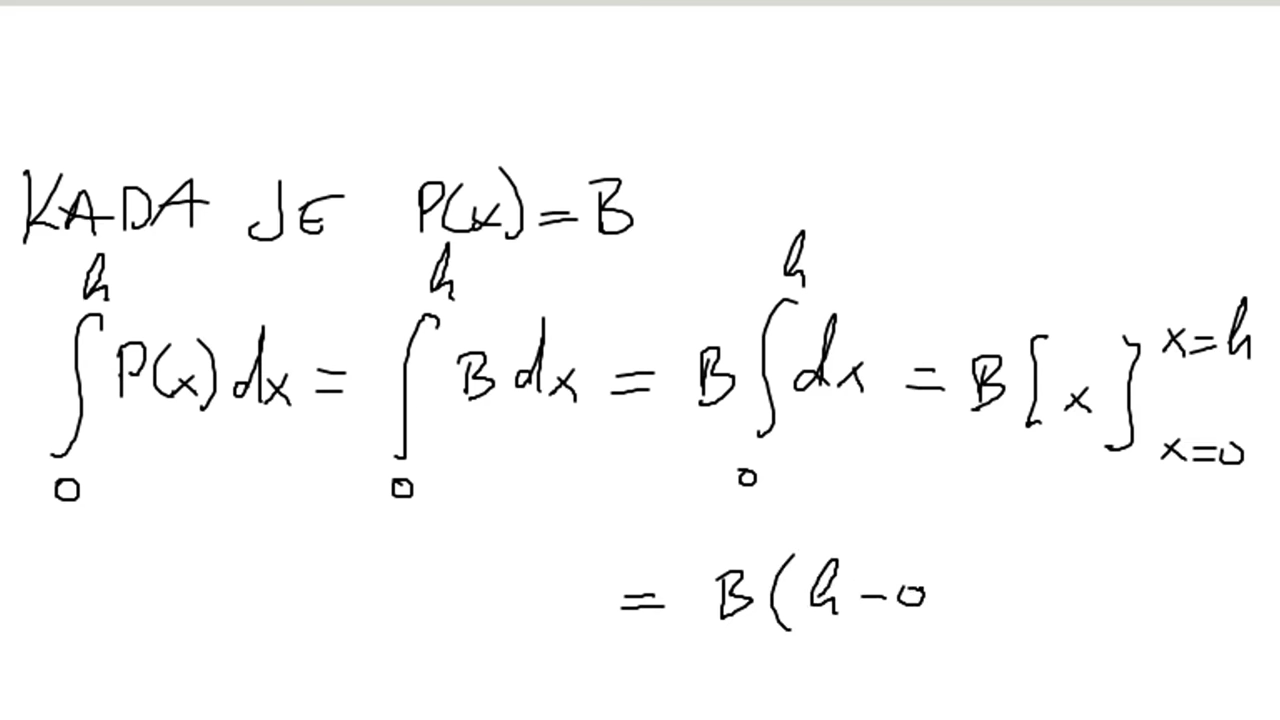 KADA JE P(x) = B
∫₀ʰ P(x) dx = ∫₀ʰ B dx = B ∫₀ʰ dx = B [x]ₓ₌₀ˣ⁼ʰ
= B(h - 0